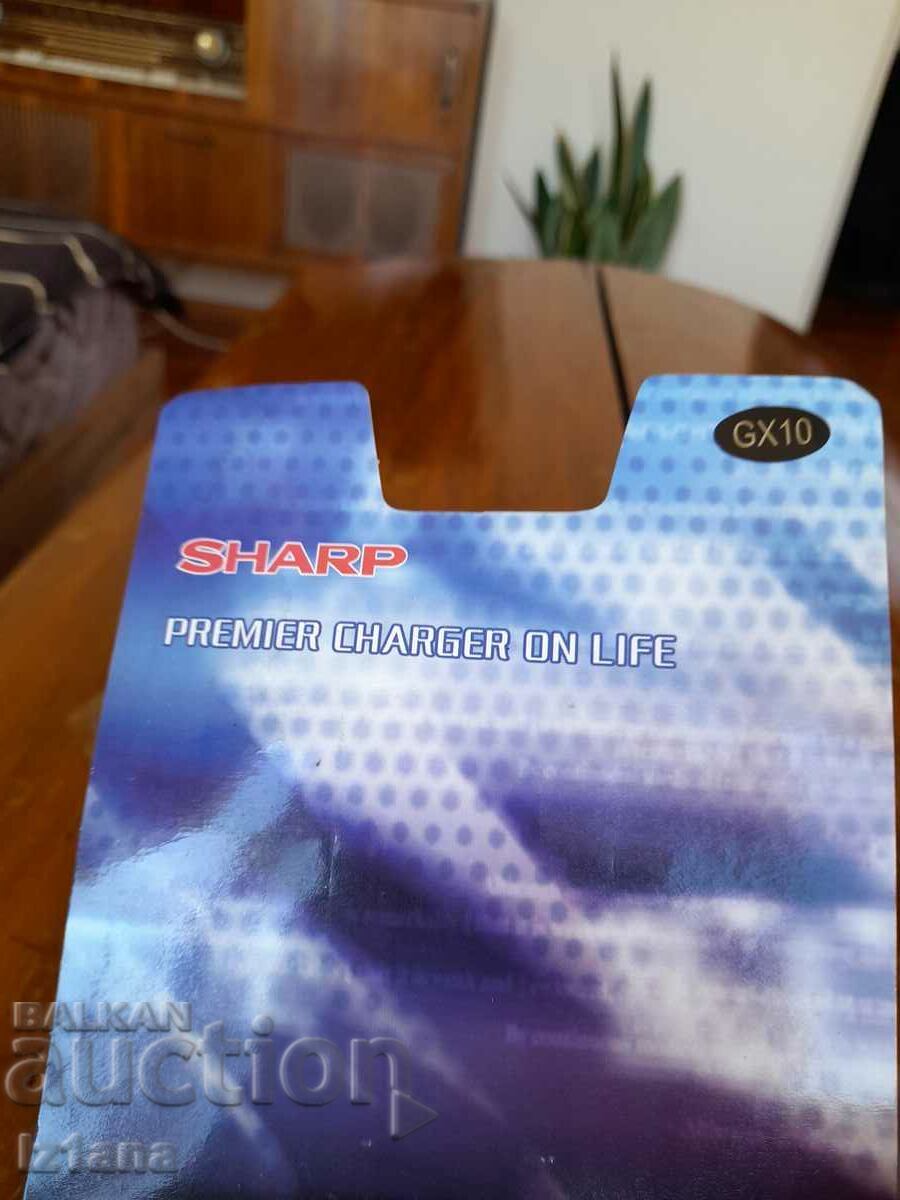 GX10
SHARP
PREMIER CHARGER ON LIFE
BALKAN
auction
Iz1ana